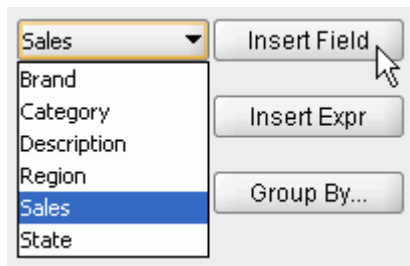 Sales
Insert Field
Brand
Category
Insert Expr
Description
Region
Group By...
Sales
State